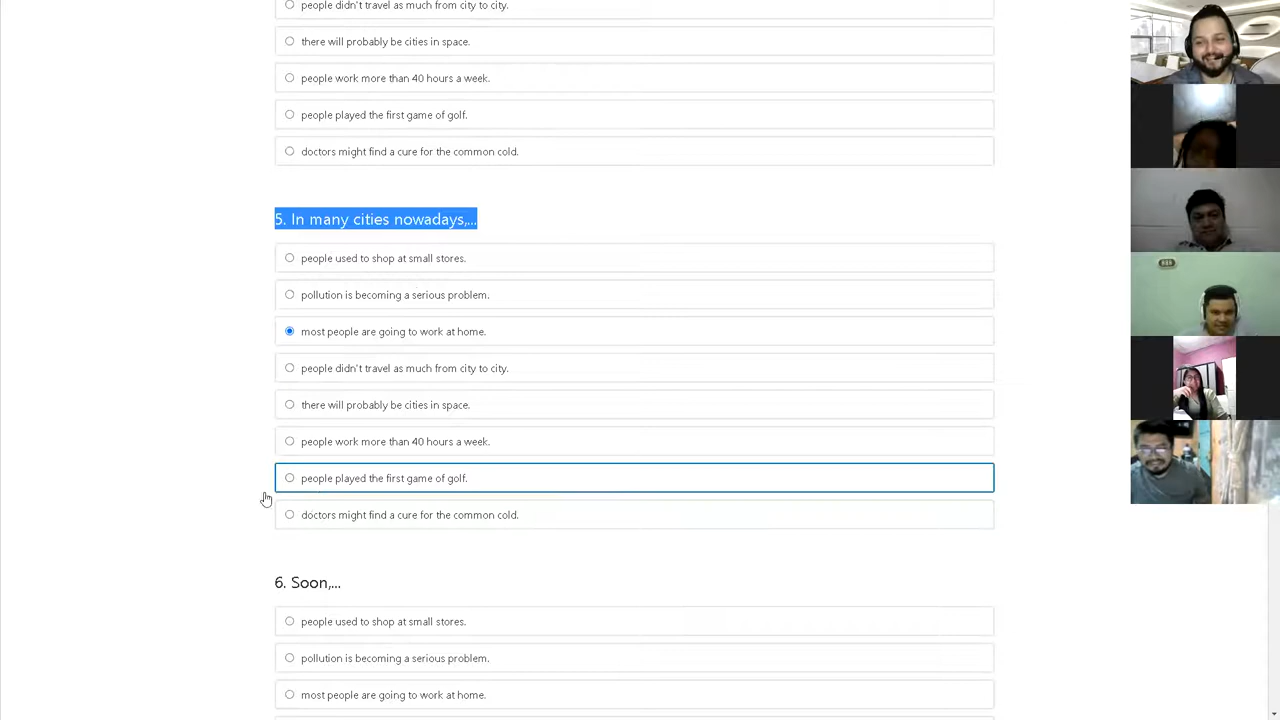 people didn't travel as much from city to city.
there will probably be cities in space.
people work more than 40 hours a week.
people played the first game of golf.
doctors might find a cure for the common cold.
5. In many cities nowadays,...
people used to shop at small stores.
pollution is becoming a serious problem.
most people are going to work at home.
people didn't travel as much from city to city.
there will probably be cities in space.
people work more than 40 hours a week.
people played the first game of golf.
doctors might find a cure for the common cold.
6. Soon,...
people used to shop at small stores.
pollution is becoming a serious problem.
most people are going to work at home.